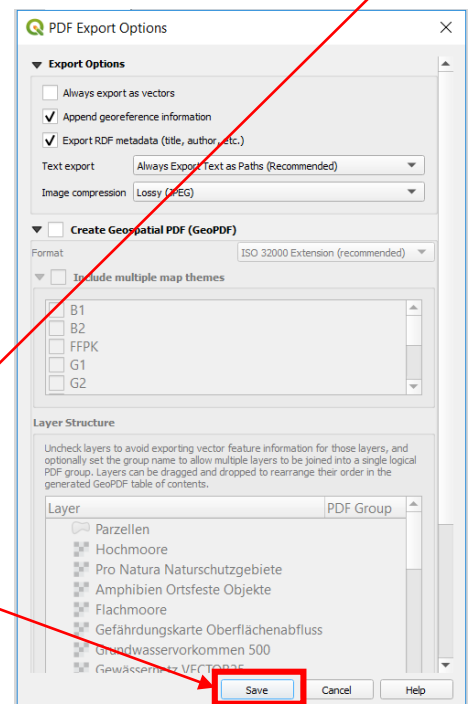 PDF Export Options
Export Options
Always export as vectors
Append georeference information
Export RDF metadata (title, author, etc.)
Text export Always Export Text as Paths (Recommended)
Image compression Lossy (JPEG)
Create Geospatial PDF (GeoPDF)
Format ISO 32000 Extension (recommended)
Include multiple map themes
B1
B2
FFPK
G1
G2
Layer Structure
Uncheck layers to avoid exporting vector feature information for those layers, and
optionally set the group name to allow multiple layers to be joined into a single logical
PDF group. Layers can be dragged and dropped to rearrange their order in the
generated GeoPDF table of contents.
Layer PDF Group
Parzellen
Hochmoore
Pro Natura Naturschutzgebiete
Amphibien Ortsfeste Objekte
Flachmoore
Gefährdungskarte Oberflächenabfluss
Grundwasservorkommen 500
Gewässernetz VECTOR25
Save Cancel Help